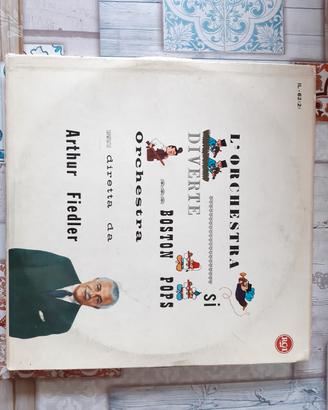 L'ORCHESTRA
SI
DIVERTE
BOSTON POPS
Orchestra
diretta da
Arthur Fiedler
RCA